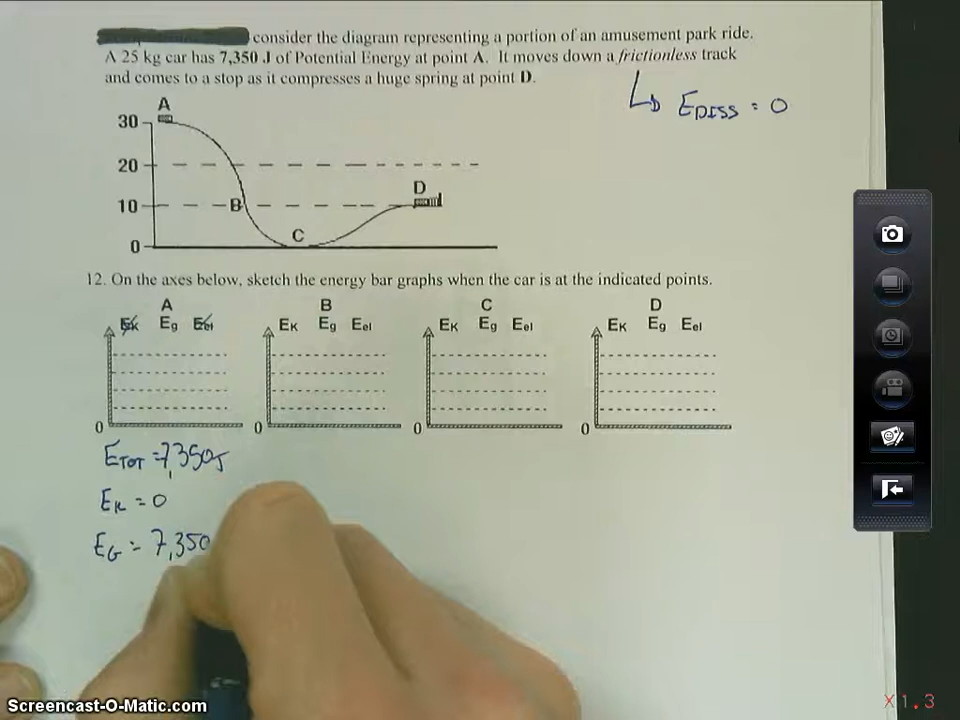 consider the diagram representing a portion of an amusement park ride.
A 25 kg car has 7,350 J of Potential Energy at point A. It moves down a frictionless track
and comes to a stop as it compresses a huge spring at point D.
EDISS = 0
A
30
20
D
10
B
C
0
12. On the axes below, sketch the energy bar graphs when the car is at the indicated points.
A B C D
EK Eg Eel EK Eg Eel EK Eg Eel EK Eg Eel
0 0 0 0
ETOT = 7,350J
EK = 0
EG = 7,350
Screencast-O-Matic.com
X1.3